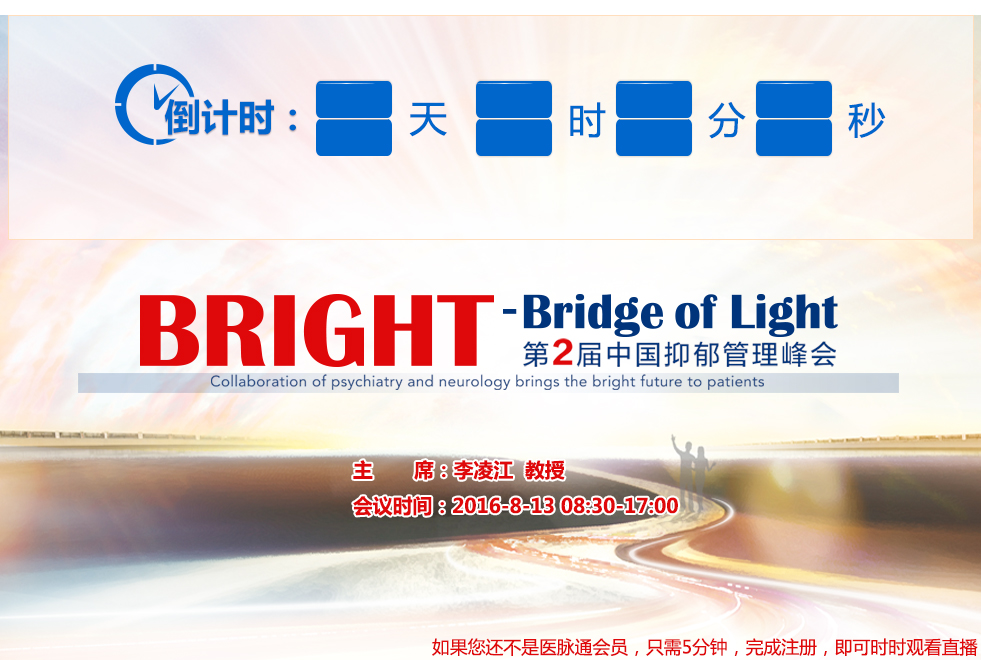 倒计时： 天 时 分 秒
BRIGHT -Bridge of Light
第2届中国抑郁管理峰会
Collaboration of psychiatry and neurology brings the bright future to patients
主 席：李凌江 教授
会议时间：2016-8-13 08:30-17:00
如果您还不是医脉通会员，只需5分钟，完成注册，即可时时观看直播